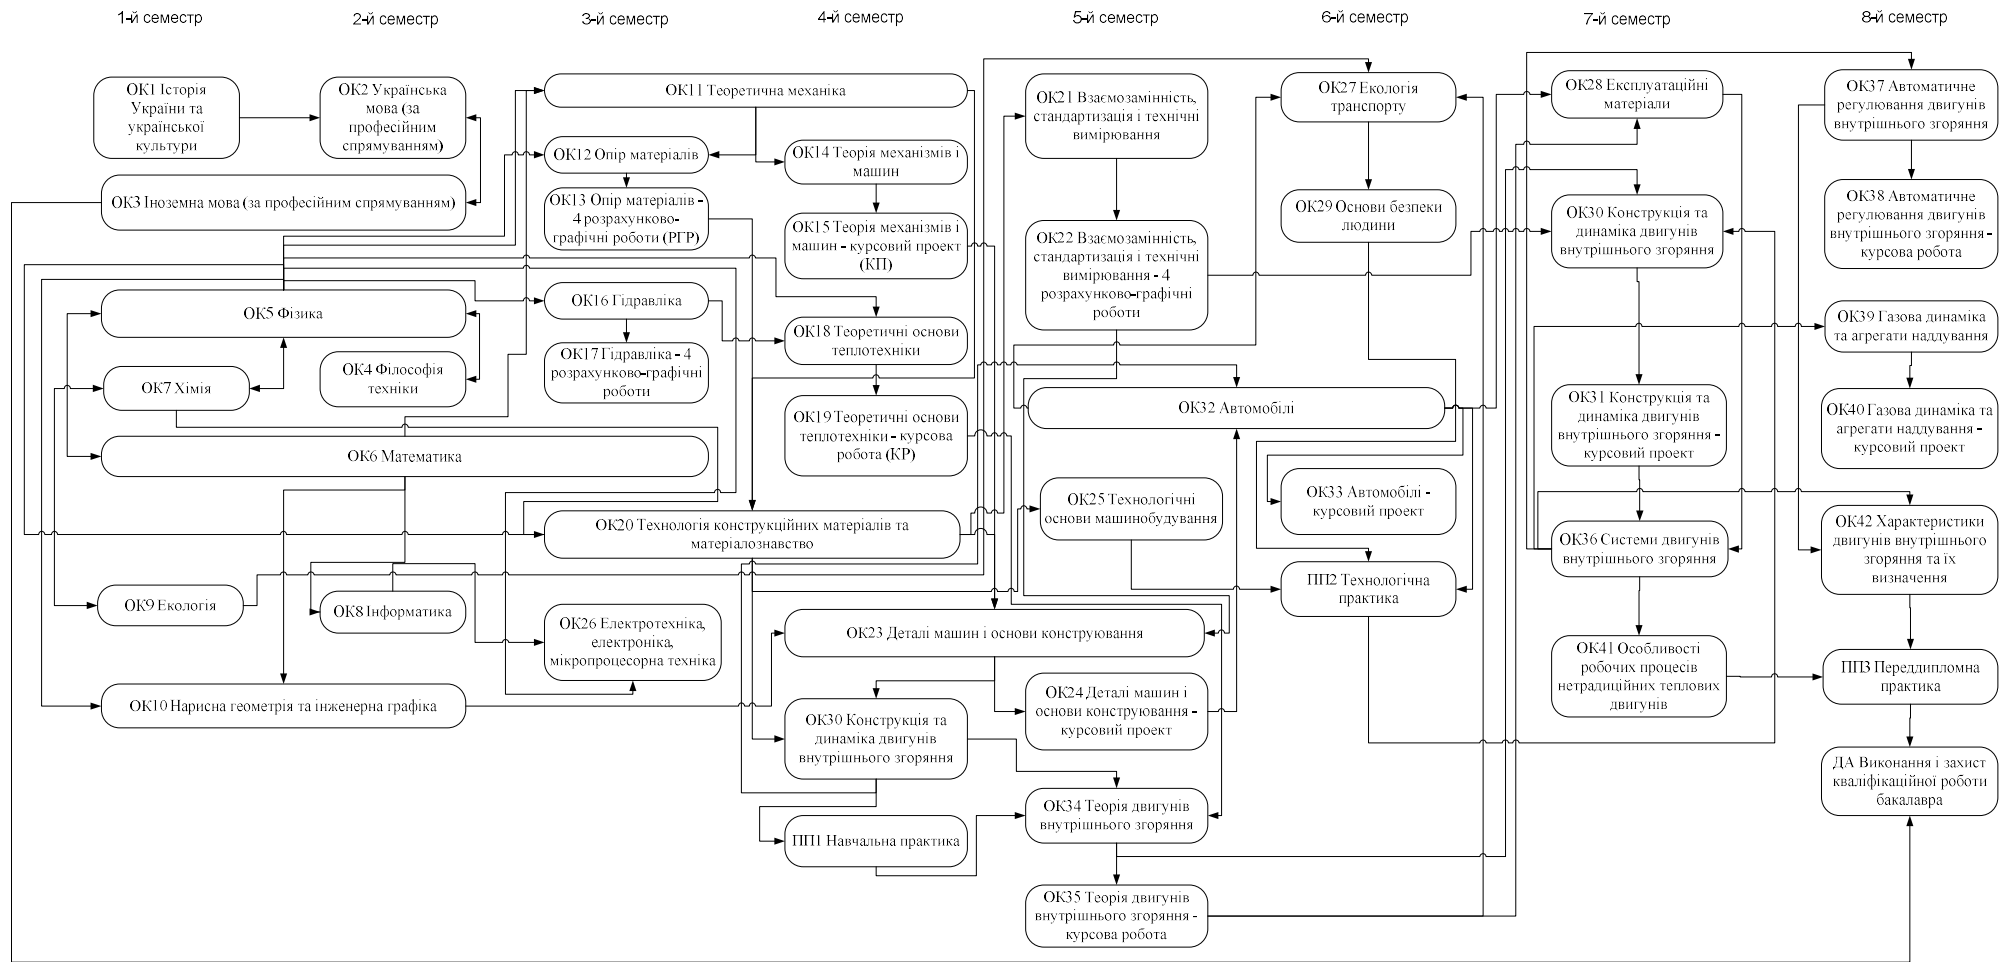 1-й семестр
2-й семестр
3-й семестр
4-й семестр
5-й семестр
6-й семестр
7-й семестр
8-й семестр
ОК1 Історія
України та
української
культури
ОК2 Українська
мова (за
професійним
спрямуванням)
ОК3 Іноземна мова (за професійним спрямуванням)
ОК5 Фізика
ОК4 Філософія
техніки
ОК7 Хімія
ОК6 Математика
ОК9 Екологія
ОК8 Інформатика
ОК10 Нарисна геометрія та інженерна графіка
ОК11 Теоретична механіка
ОК12 Опір матеріалів
ОК13 Опір матеріалів -
4 розрахунково-
графічні роботи (РГР)
ОК14 Теорія механізмів і
машин
ОК15 Теорія механізмів і
машин - курсовий проект
(КП)
ОК16 Гідравліка
ОК17 Гідравліка - 4
розрахунково-графічні
роботи
ОК18 Теоретичні основи
теплотехніки
ОК19 Теоретичні основи
теплотехніки - курсова
робота (КР)
ОК20 Технологія конструкційних матеріалів та
матеріалознавство
ОК26 Електротехніка,
електроніка,
мікропроцесорна техніка
ОК23 Деталі машин і основи конструювання
ОК30 Конструкція та
динаміка двигунів
внутрішнього згоряння
ПП1 Навчальна практика
ОК21 Взаємозамінність,
стандартизація і технічні
вимірювання
ОК22 Взаємозамінність,
стандартизація і технічні
вимірювання - 4
розрахунково-графічні
роботи
ОК32 Автомобілі
ОК25 Технологічні
основи машинобудування
ОК24 Деталі машин і
основи конструювання -
курсовий проект
ОК34 Теорія двигунів
внутрішнього згоряння
ОК35 Теорія двигунів
внутрішнього згоряння -
курсова робота
ОК27 Екологія
транспорту
ОК29 Основи безпеки
людини
ОК33 Автомобілі -
курсовий проект
ПП2 Технологічна
практика
ОК28 Експлуатаційні
матеріали
ОК30 Конструкція та
динаміка двигунів
внутрішнього згоряння
ОК31 Конструкція та
динаміка двигунів
внутрішнього згоряння -
курсовий проект
ОК36 Системи двигунів
внутрішнього згоряння
ОК41 Особливості
робочих процесів
нетрадиційних теплових
двигунів
ОК37 Автоматичне
регулювання двигунів
внутрішнього згоряння
ОК38 Автоматичне
регулювання двигунів
внутрішнього згоряння -
курсова робота
ОК39 Газова динаміка
та агрегати наддування
ОК40 Газова динаміка та
агрегати наддування -
курсовий проект
ОК42 Характеристики
двигунів внутрішнього
згоряння та їх
визначення
ПП3 Переддипломна
практика
ДА Виконання і захист
кваліфікаційної роботи
бакалавра